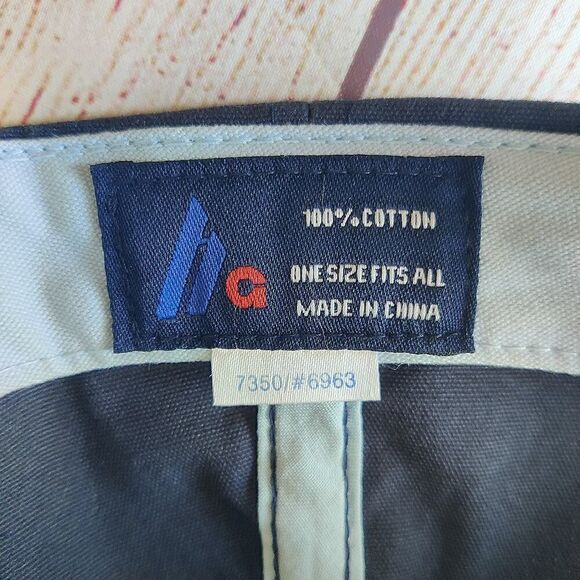 100% COTTON
ONE SIZE FITS ALL
MADE IN CHINA
G
7350/#6963